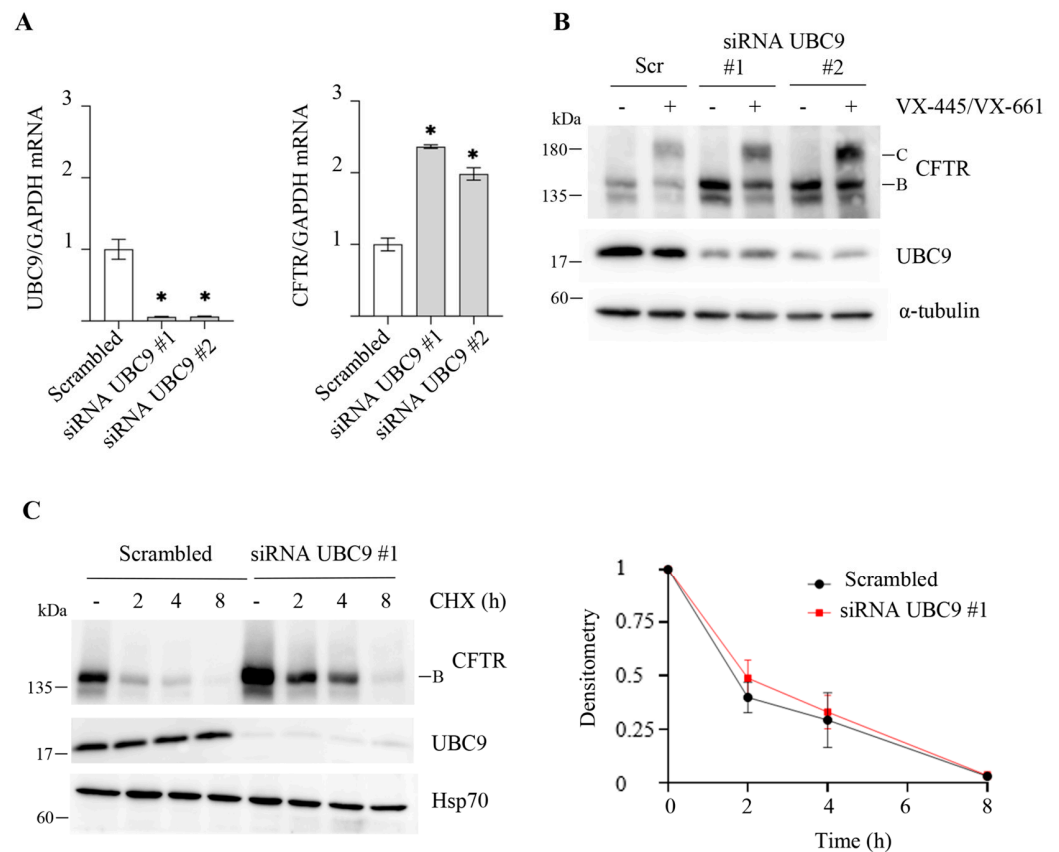 A
UBC9/GAPDH mRNA
3
2
1
Scrambled
siRNA UBC9 #1
siRNA UBC9 #2
* *
CFTR/GAPDH mRNA
3
2
1
0
Scrambled
siRNA UBC9 #1
siRNA UBC9 #2
* *
B
siRNA UBC9
Scr #1 #2
- + - + - + VX-445/VX-661
kDa
180 C
CFTR
B
135
UBC9
17
60
α-tubulin
C
Scrambled siRNA UBC9 #1
- 2 4 8 - 2 4 8 CHX (h)
kDa
CFTR
B
135
UBC9
17
Hsp70
60
Densitometry
1
0.75
0.5
0.25
0
0 2 4 6 8
Time (h)
Scrambled
siRNA UBC9 #1